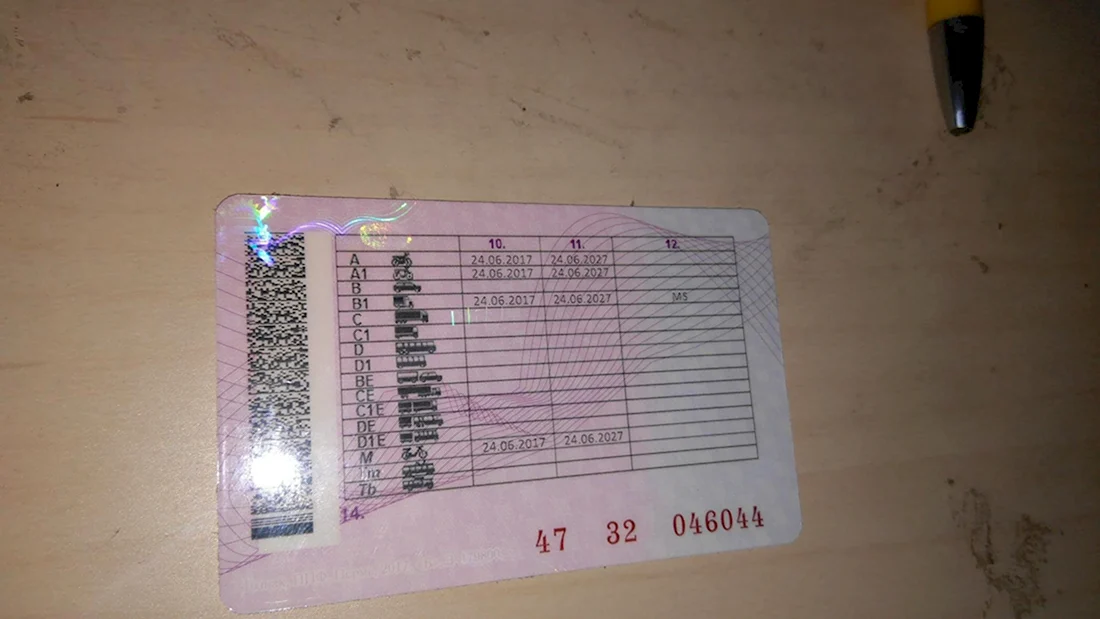 10. 11. 12.
A 24.06.2017 24.06.2027
A1 24.06.2017 24.06.2027
B
B1 24.06.2017 24.06.2027 MS
C
C1
D
D1
BE
CE
C1E
DE
D1E
M 24.06.2017 24.06.2027
Tm
Tb
14.
47 32 046044